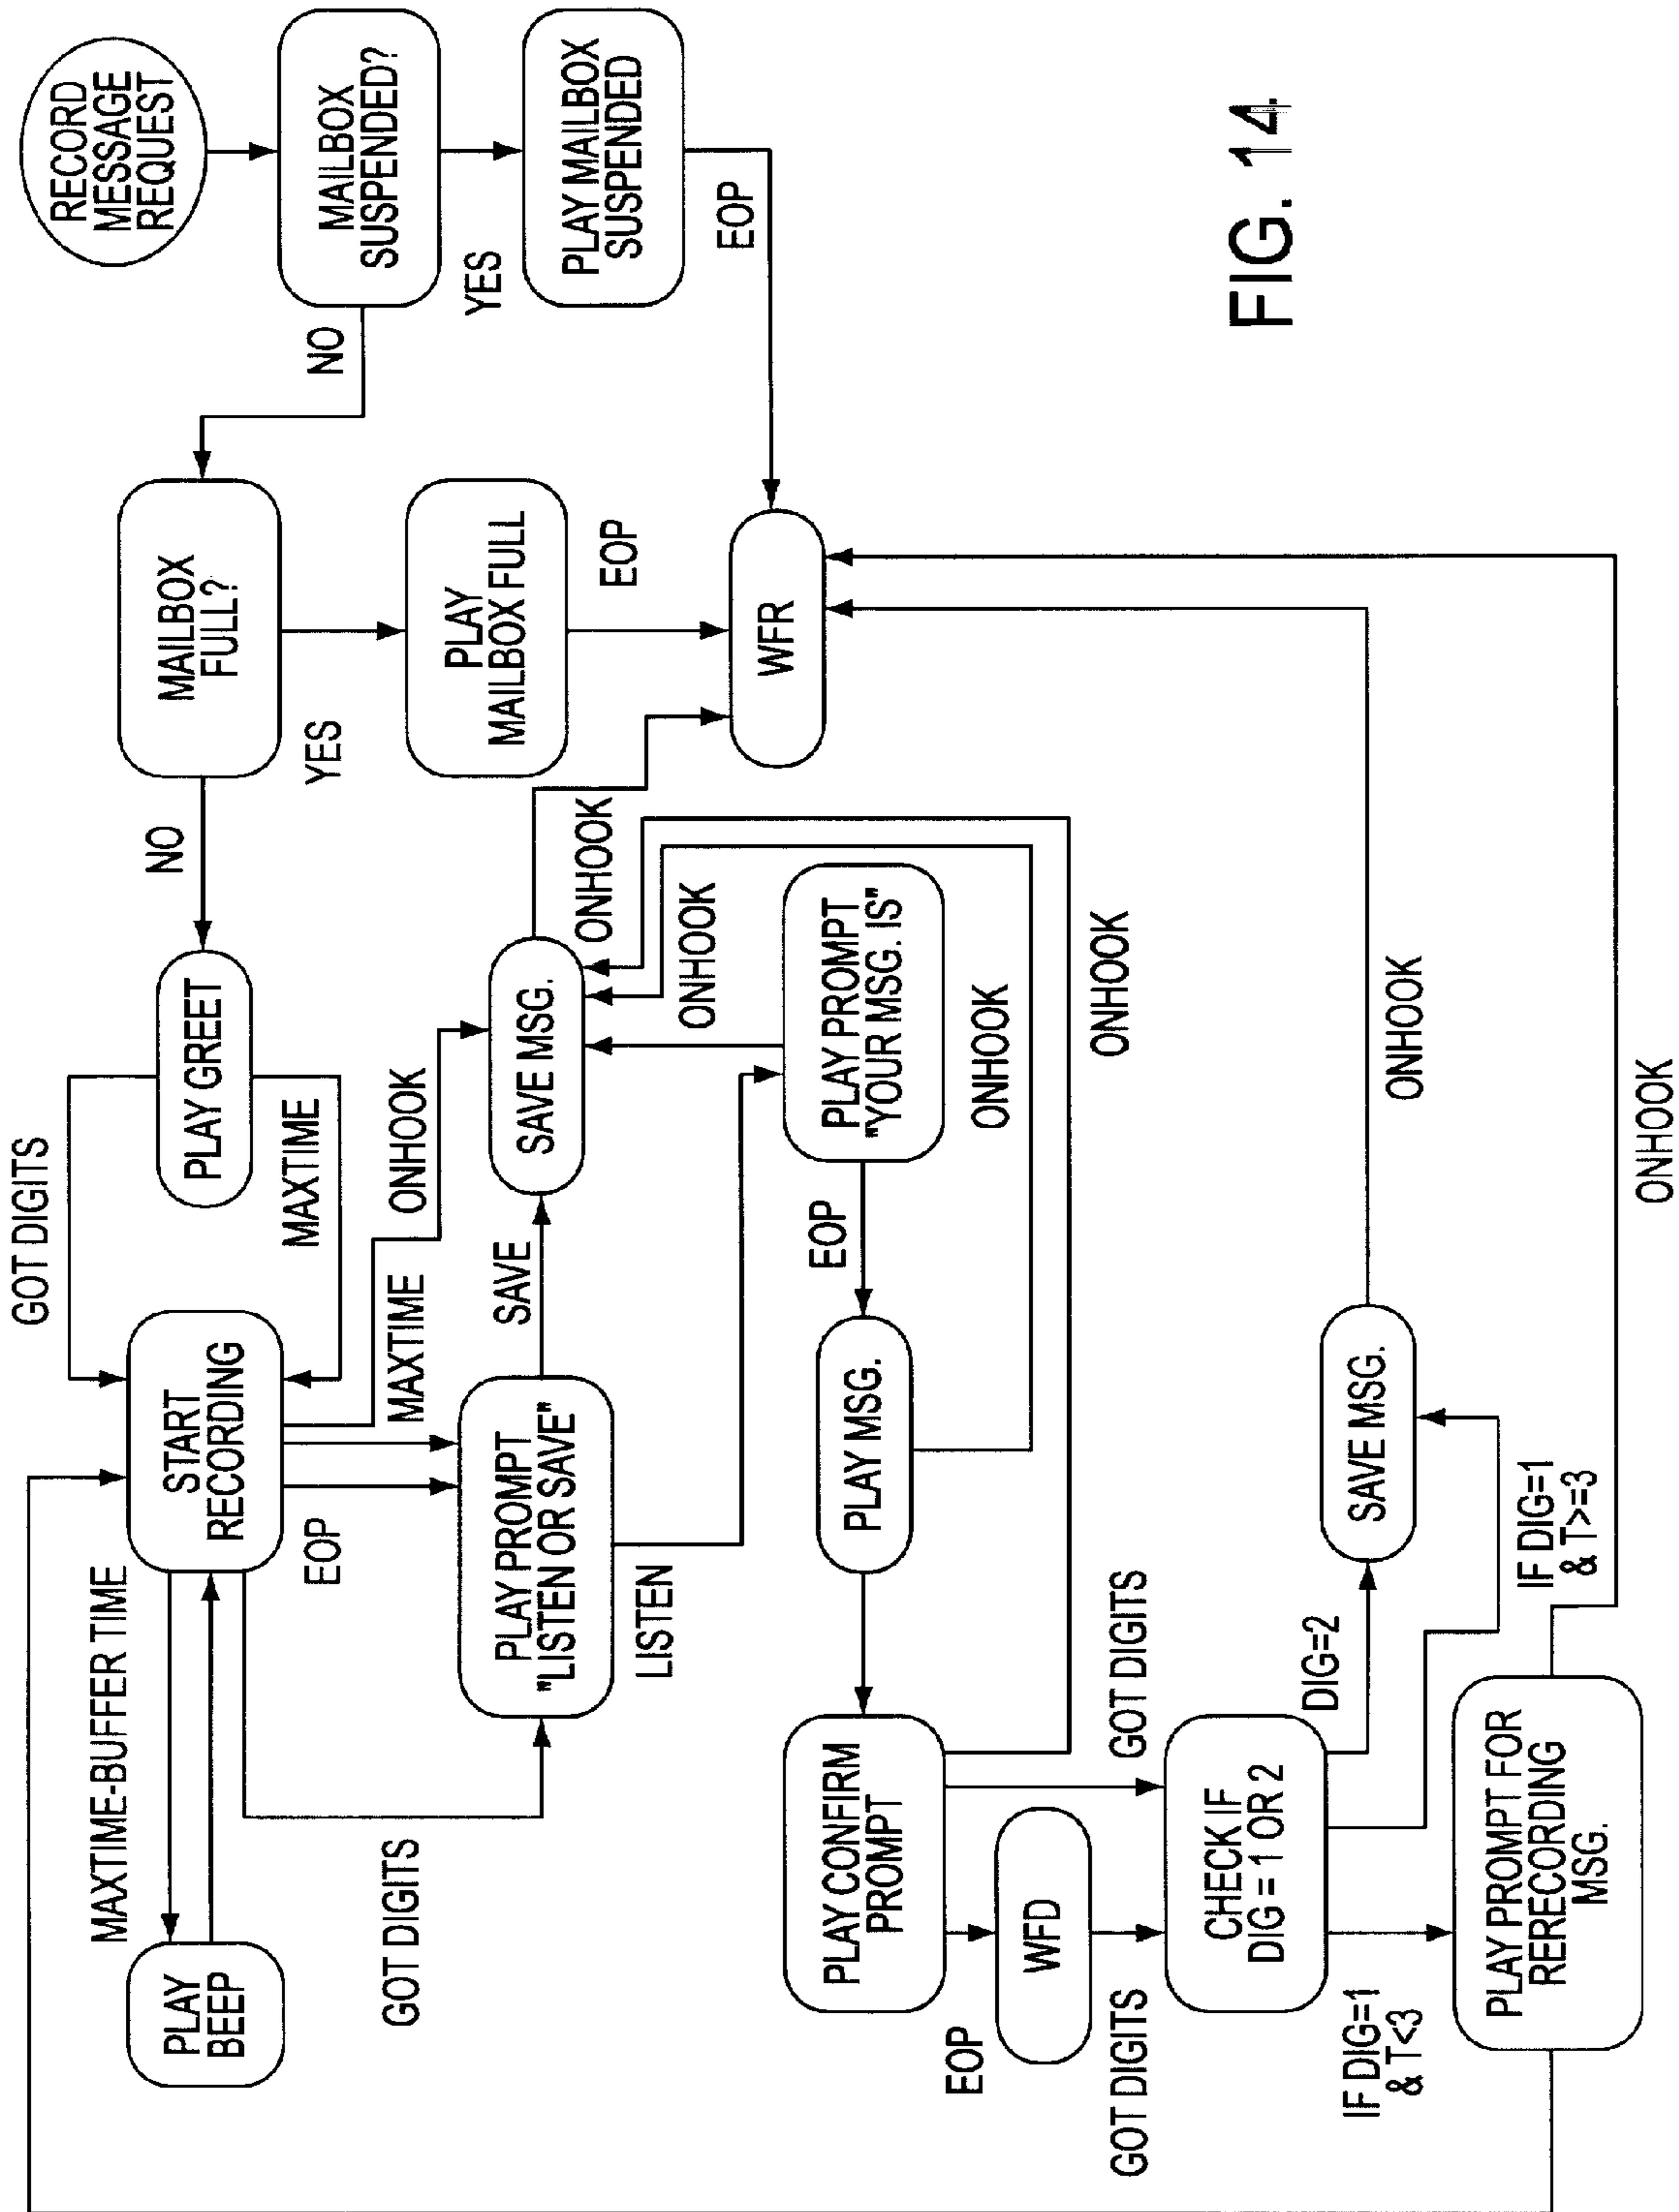 RECORD
MESSAGE
REQUEST
MAILBOX
SUSPENDED?
NO
YES
PLAY MAILBOX
SUSPENDED
EOP
MAILBOX
FULL?
NO
YES
PLAY
MAILBOX FULL
EOP
WFR
PLAY GREET
GOT DIGITS
MAXTIME
START
RECORDING
MAXTIME-BUFFER TIME
PLAY
BEEP
ONHOOK
MAXTIME
EOP
GOT DIGITS
PLAY PROMPT
"LISTEN OR SAVE"
SAVE
LISTEN
SAVE MSG.
ONHOOK
ONHOOK
PLAY PROMPT
"YOUR MSG. IS"
EOP
PLAY MSG.
ONHOOK
ONHOOK
PLAY CONFIRM
PROMPT
EOP
WFD
GOT DIGITS
GOT DIGITS
CHECK IF
DIG = 1 OR 2
DIG=2
SAVE MSG.
ONHOOK
IF DIG=1
& T>=3
IF DIG=1
& T<3
PLAY PROMPT FOR
RERECORDING
MSG.
ONHOOK
FIG. 14